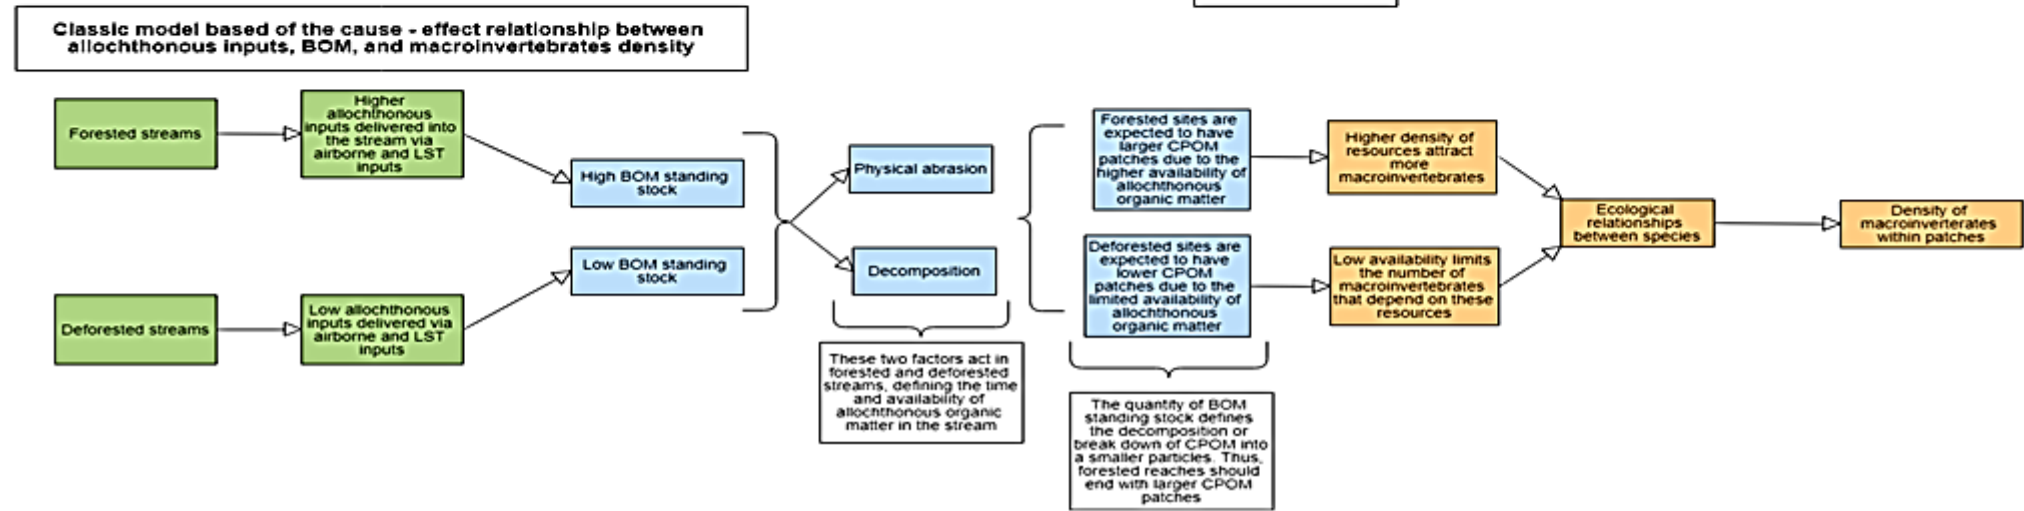 Classic model based of the cause - effect relationship between
allochthonous inputs, BOM, and macroinvertebrates density
Forested streams
Higher
allochthonous
inputs delivered into
the stream via
airborne and LST
inputs
High BOM standing
stock
Deforested streams
Low allochthonous
inputs delivered via
airborne and LST
inputs
Low BOM standing
stock
Physical abrasion
Decomposition
These two factors act in
forested and deforested
streams, defining the time
and availability of
allochthonous organic
matter in the stream
Forested sites are
expected to have
larger CPOM
patches due to the
higher availability of
allochthonous
organic matter
Deforested sites are
expected to have
lower CPOM
patches due to the
limited availability of
allochthonous
organic matter
The quantity of BOM
standing stock defines
the decomposition or
break down of CPOM into
a smaller particles. Thus,
forested reaches should
end with larger CPOM
patches
Higher density of
resources attract
more
macroinvertebrates
Low availability limits
the number of
macroinvertebrates
that depend on these
resources
Ecological
relationships
between species
Density of
macroinverterates
within patches